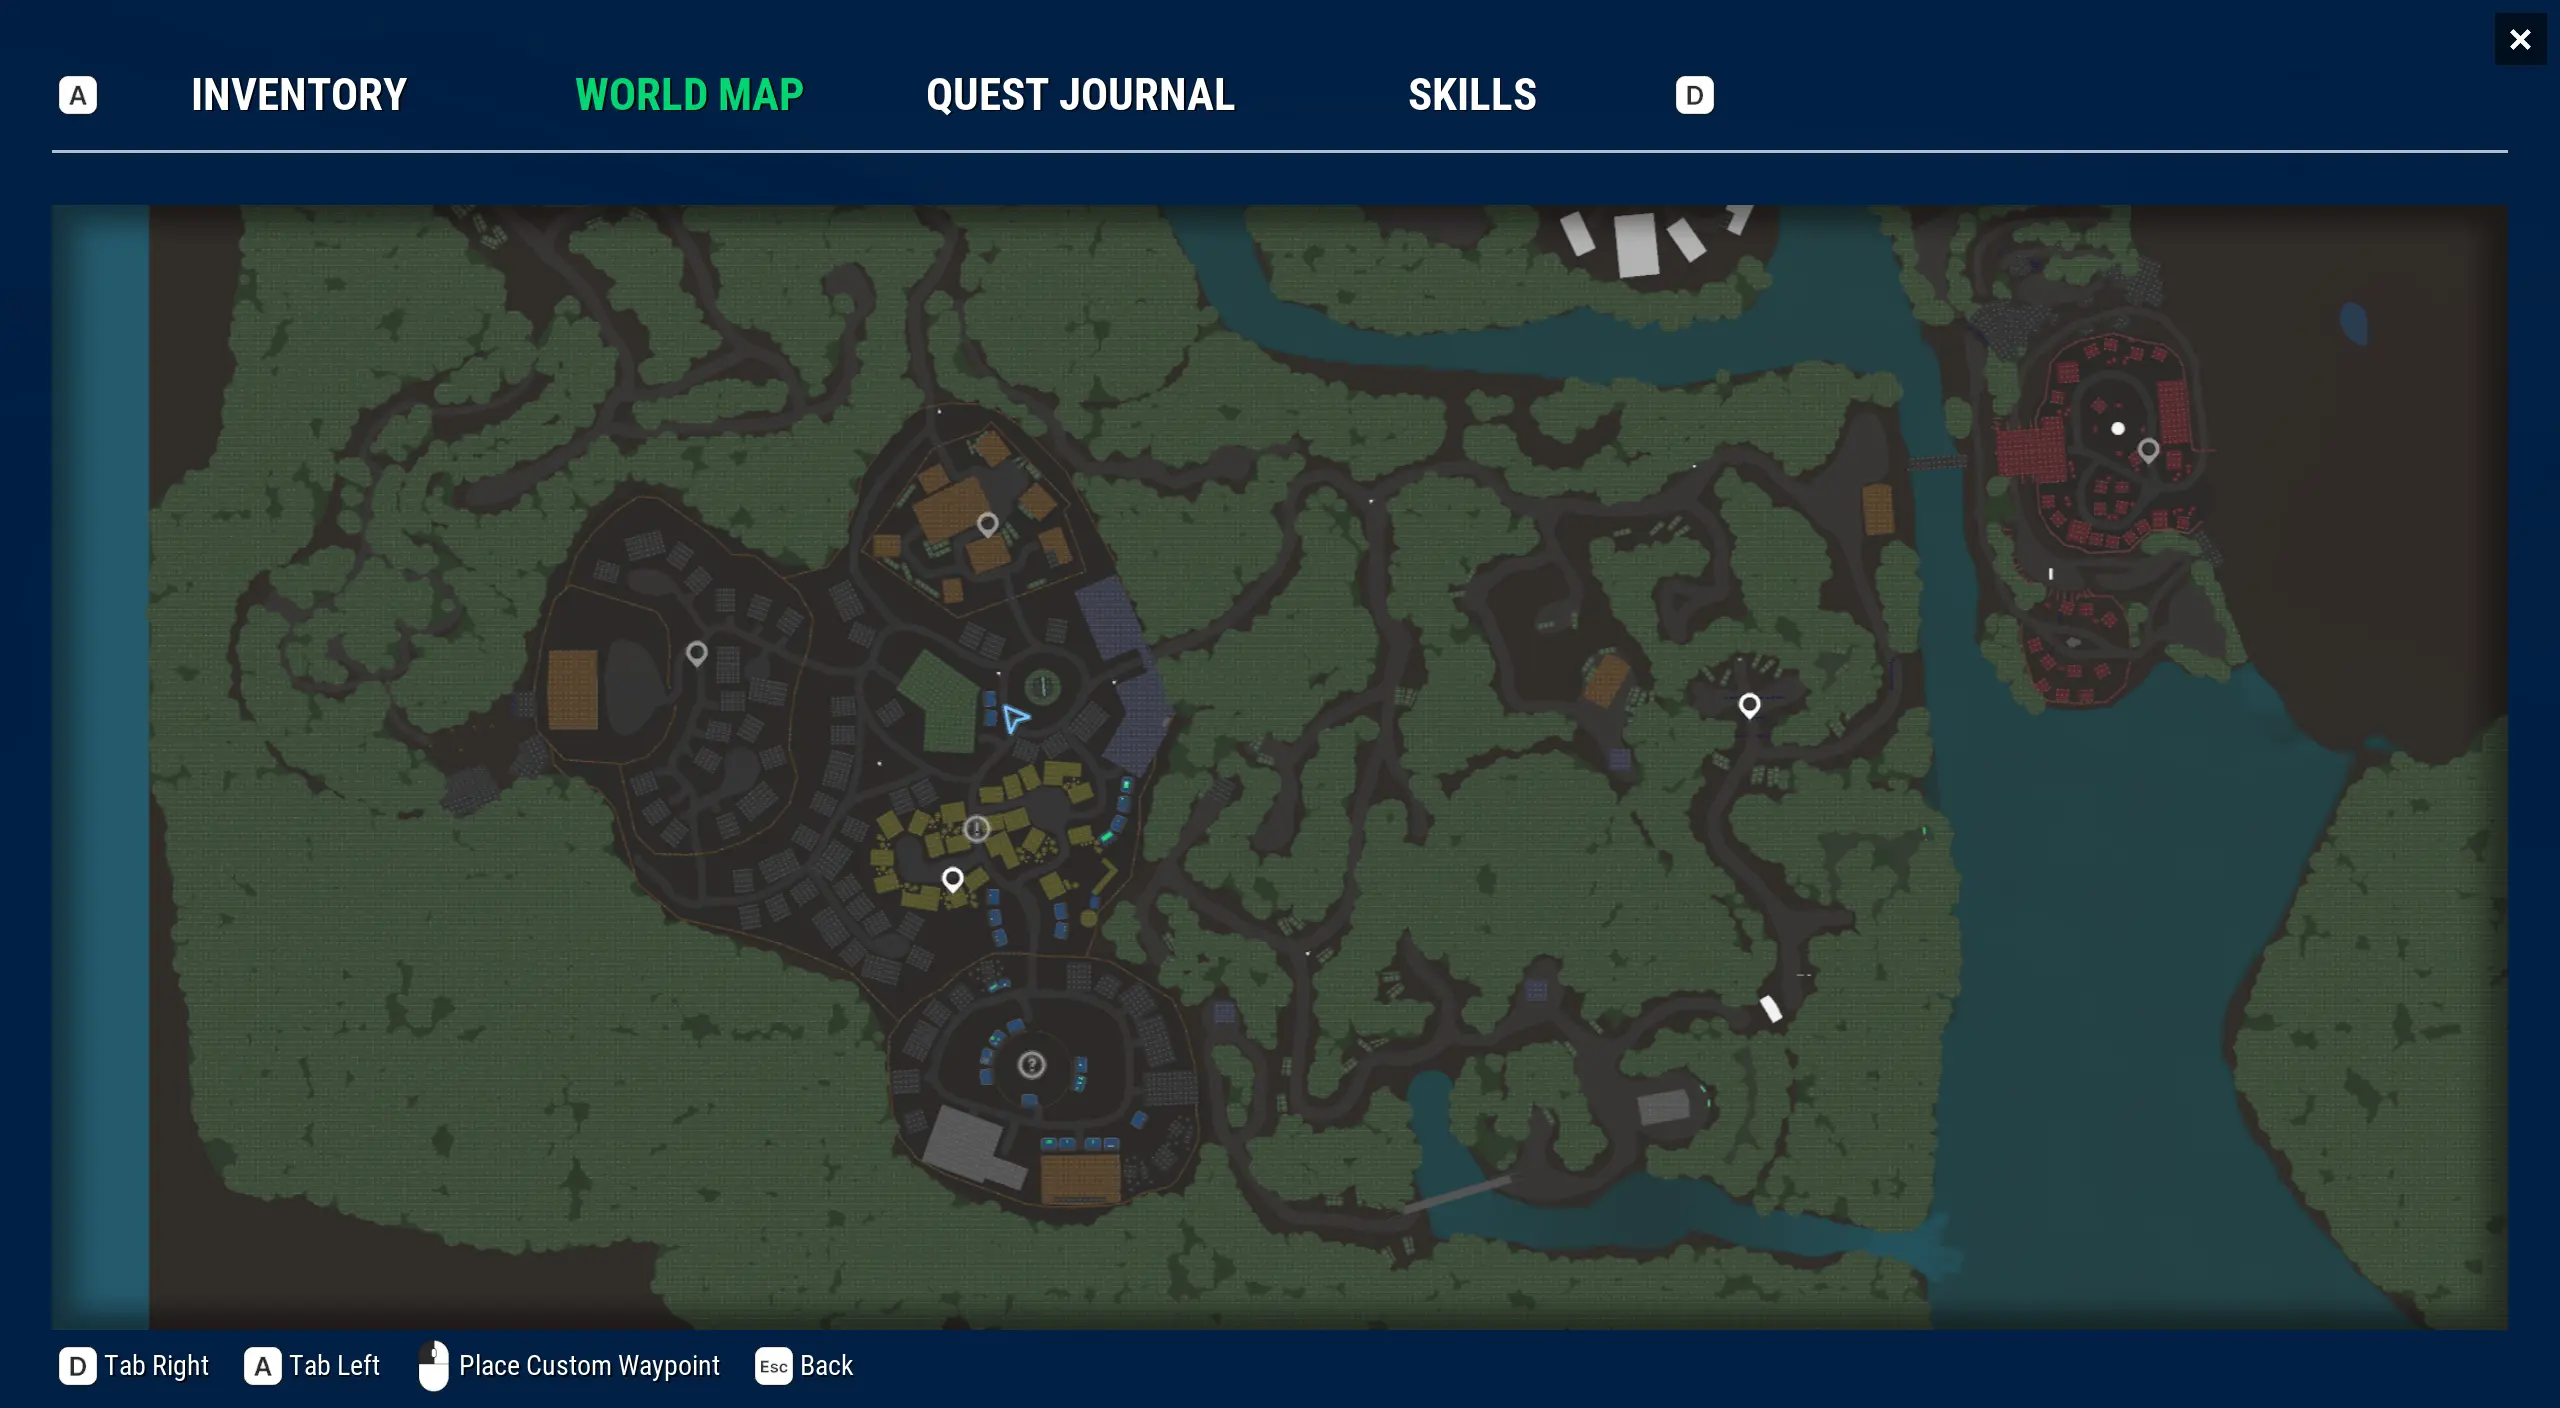 A INVENTORY WORLD MAP QUEST JOURNAL SKILLS D
!
?
D Tab Right A Tab Left Place Custom Waypoint Esc Back